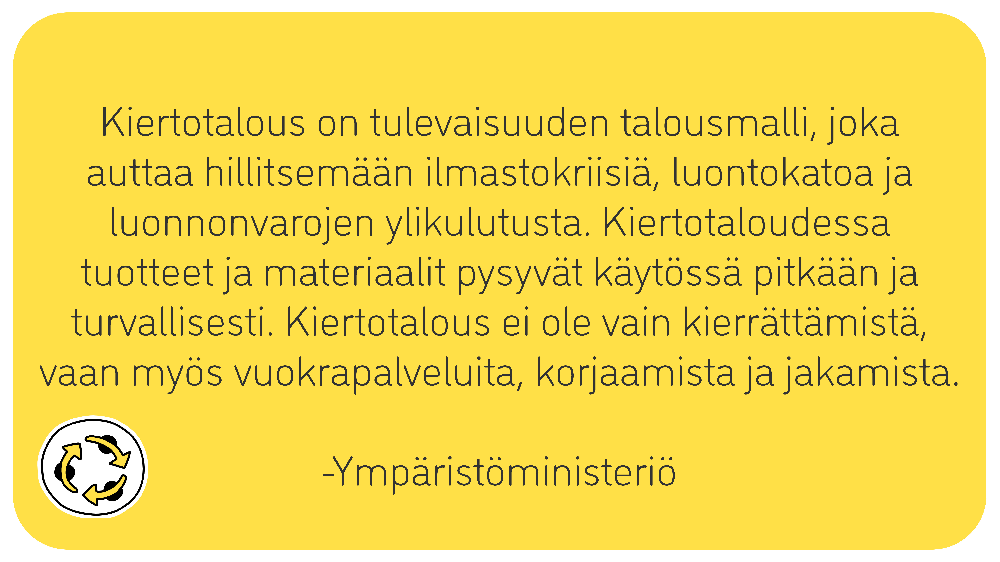 Kiertotalous on tulevaisuuden talousmalli, joka
auttaa hillitsemään ilmastokriisiä, luontokatoa ja
luonnonvarojen ylikulutusta. Kiertotaloudessa
tuotteet ja materiaalit pysyvät käytössä pitkään ja
turvallisesti. Kiertotalous ei ole vain kierrättämistä,
vaan myös vuokrapalveluita, korjaamista ja jakamista.
-Ympäristöministeriö